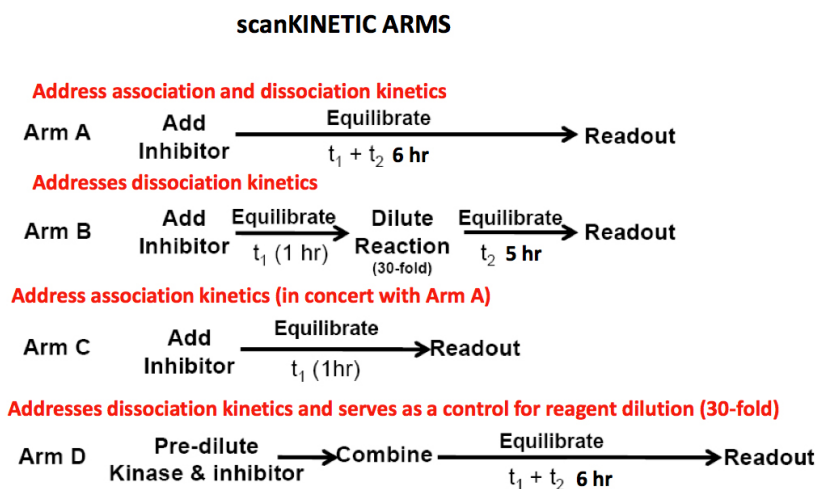 scanKINETIC ARMS
Address association and dissociation kinetics
Arm A Add Inhibitor Equilibrate t1 + t2 6 hr Readout
Addresses dissociation kinetics
Arm B Add Inhibitor Equilibrate t1 (1 hr) Dilute Reaction (30-fold) Equilibrate t2 5 hr Readout
Address association kinetics (in concert with Arm A)
Arm C Add Inhibitor Equilibrate t1 (1hr) Readout
Addresses dissociation kinetics and serves as a control for reagent dilution (30-fold)
Arm D Pre-dilute Kinase & inhibitor Combine Equilibrate t1 + t2 6 hr Readout